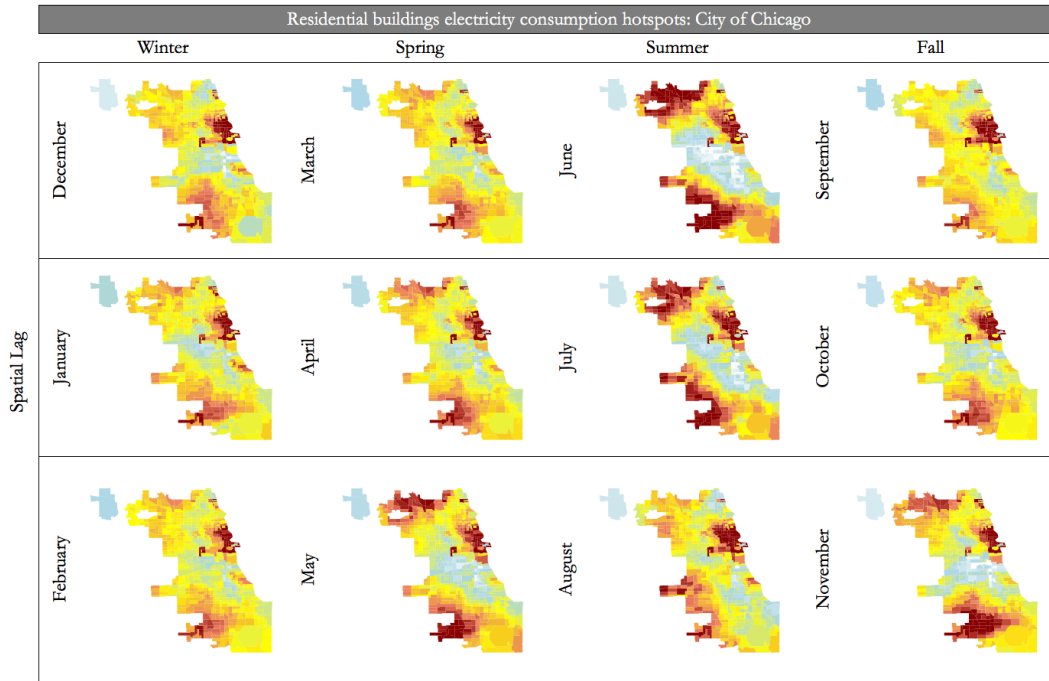 Residential buildings electricity consumption hotspots: City of Chicago
Winter Spring Summer Fall
Spatial Lag
December March June September
January April July October
February May August November